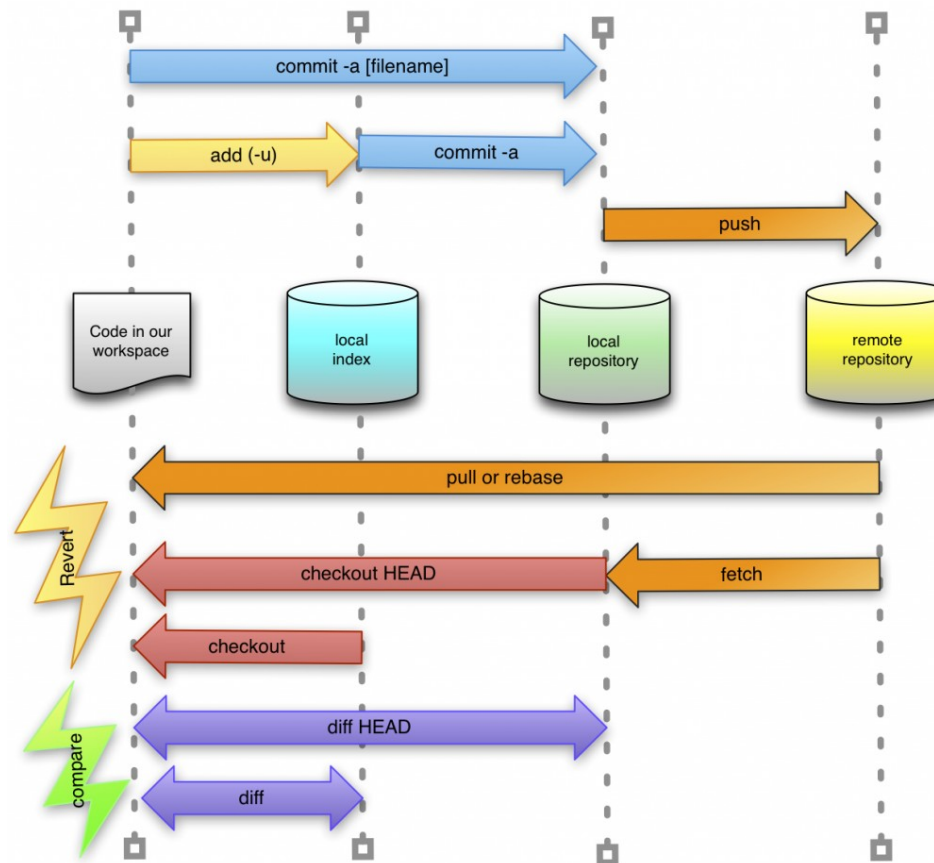 commit -a [filename]
add (-u)
commit -a
push
Code in our
workspace
local
index
local
repository
remote
repository
pull or rebase
Revert
checkout HEAD
fetch
checkout
diff HEAD
compare
diff